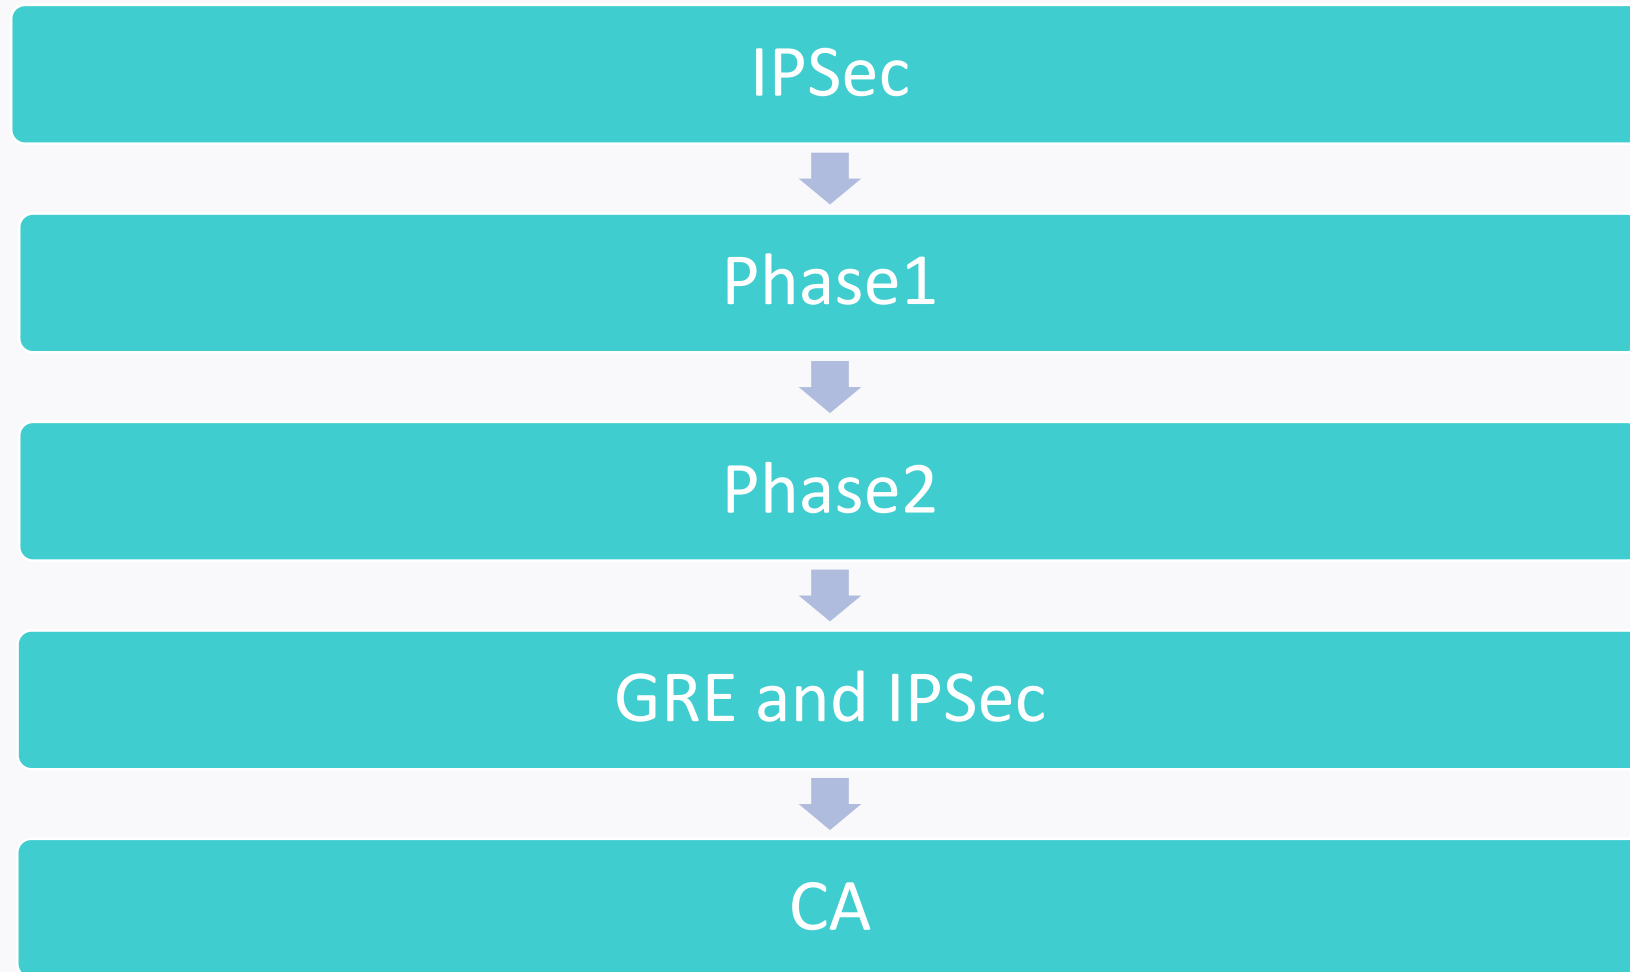 IPSec
Phase1
Phase2
GRE and IPSec
CA